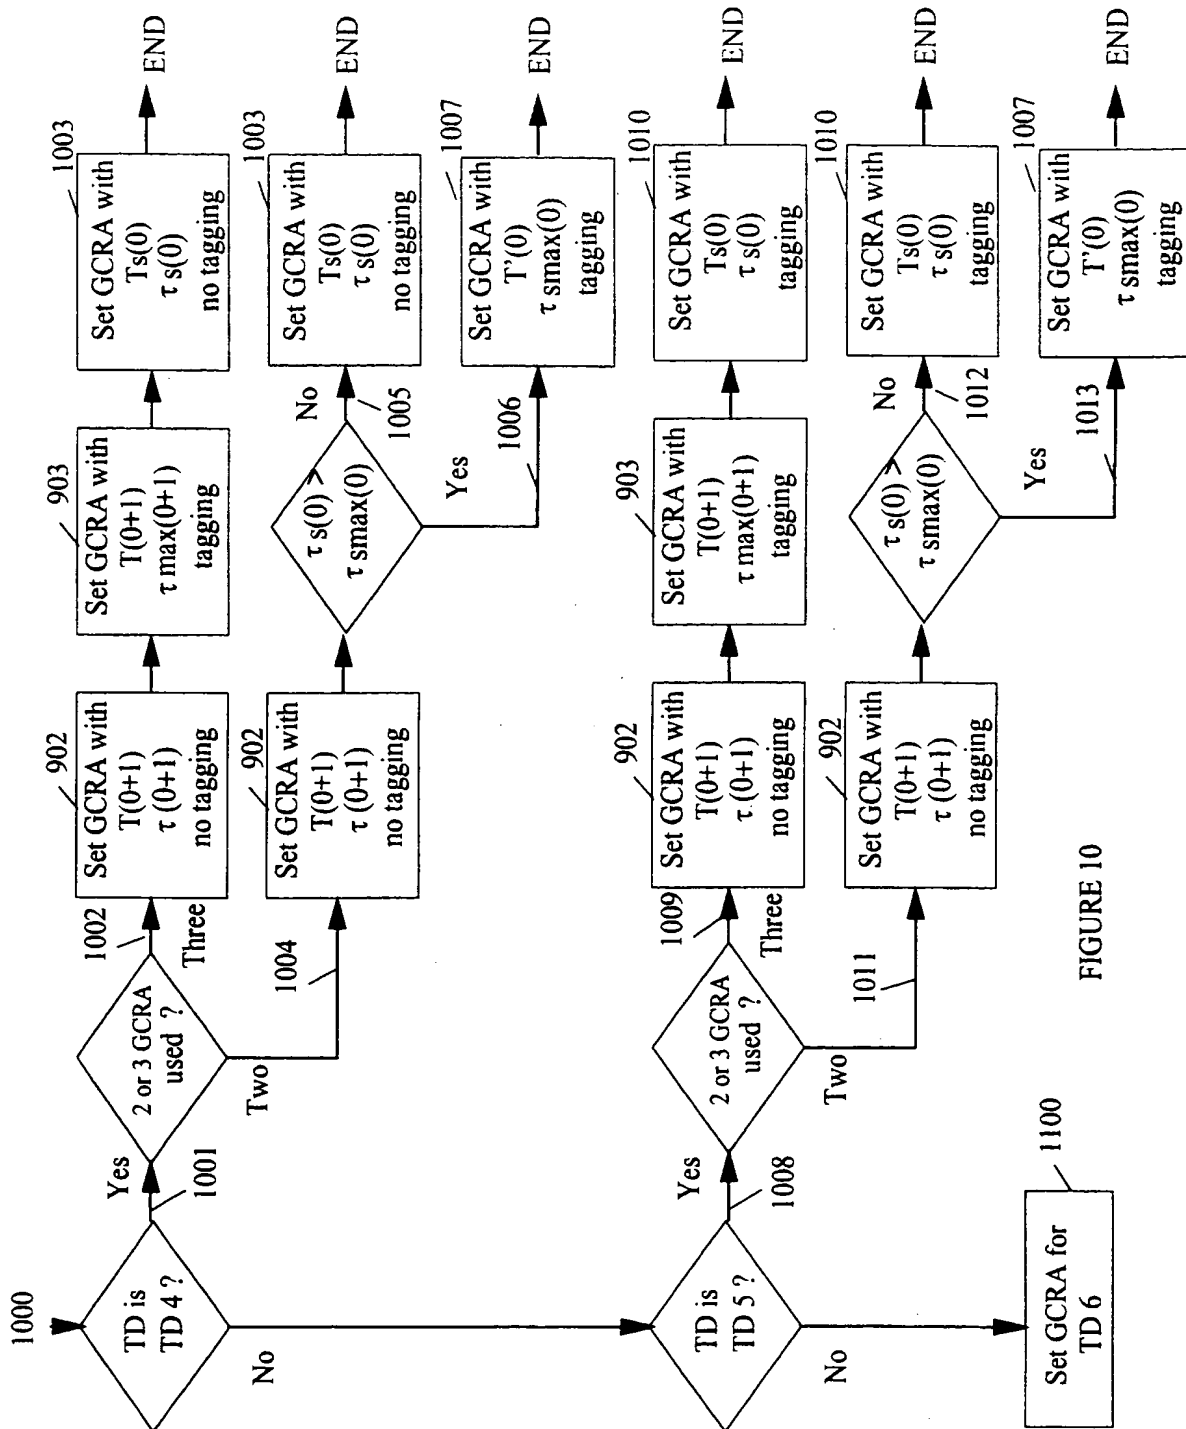 1000
TD is
TD 4 ?
Yes
1001
No
2 or 3 GCRA
used ?
1002
Three
Two
1004
902
Set GCRA with
T(0+1)
τ (0+1)
no tagging
903
Set GCRA with
T(0+1)
τ max(0+1)
tagging
1003
Set GCRA with
Ts(0)
τ s(0)
no tagging
END
902
Set GCRA with
T(0+1)
τ (0+1)
no tagging
τ s(0) >
τ smax(0)
No
1005
Yes
1006
1003
Set GCRA with
Ts(0)
τ s(0)
no tagging
END
1007
Set GCRA with
T'(0)
τ smax(0)
tagging
END
TD is
TD 5 ?
Yes
1008
No
2 or 3 GCRA
used ?
1009
Three
Two
1011
902
Set GCRA with
T(0+1)
τ (0+1)
no tagging
903
Set GCRA with
T(0+1)
τ max(0+1)
tagging
1010
Set GCRA with
Ts(0)
τ s(0)
tagging
END
902
Set GCRA with
T(0+1)
τ (0+1)
no tagging
τ s(0) >
τ smax(0)
No
1012
Yes
1013
1010
Set GCRA with
Ts(0)
τ s(0)
tagging
END
1007
Set GCRA with
T'(0)
τ smax(0)
tagging
END
1100
Set GCRA for
TD 6
FIGURE 10